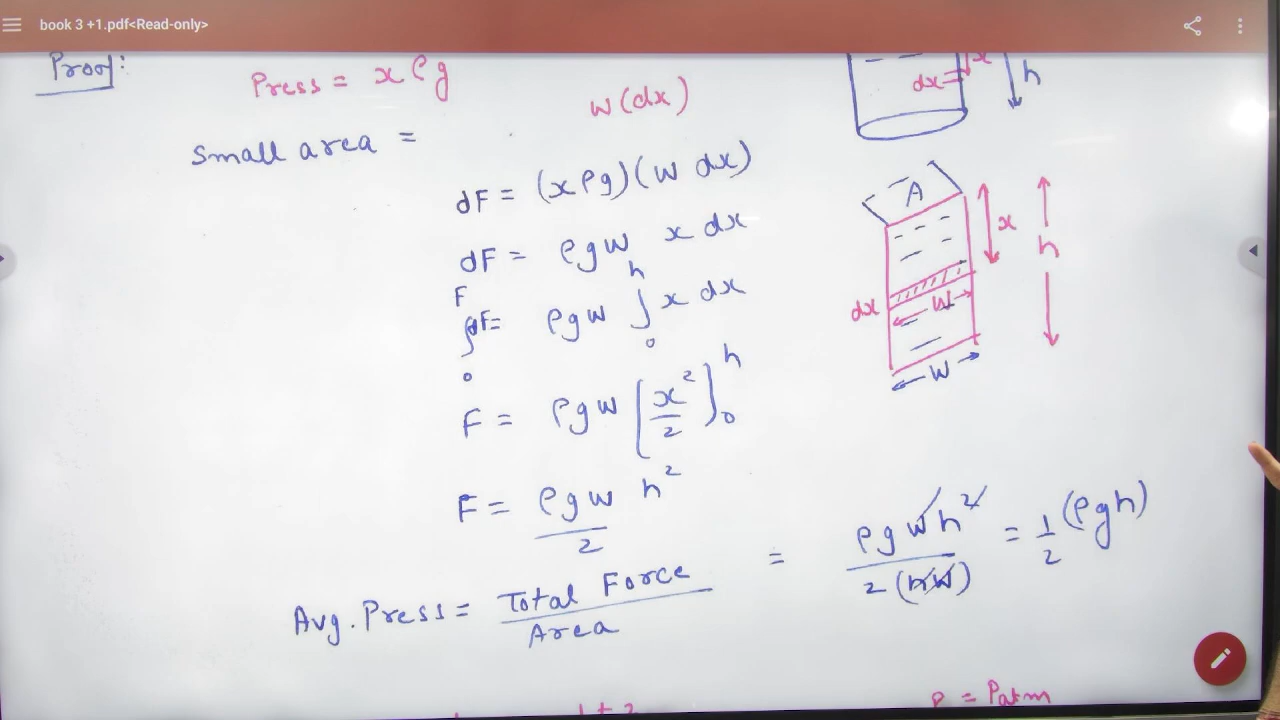 book 3 +1.pdf<Read-only>
Proof:
Press = xρg
w(dx)
Small area =
dF = (xρg)(w dx)
dF = ρgw x dx
∫₀ᶠ dF = ρgw ∫₀ʰ x dx
F = ρgw [x²/2]₀ʰ
F = ρgw h²/2
Avg. Press = Total Force/Area = ρgwh²/2(hw) = 1/2 (ρgh)
dx
x
h
A
x
h
dx
w
w
P = Patm